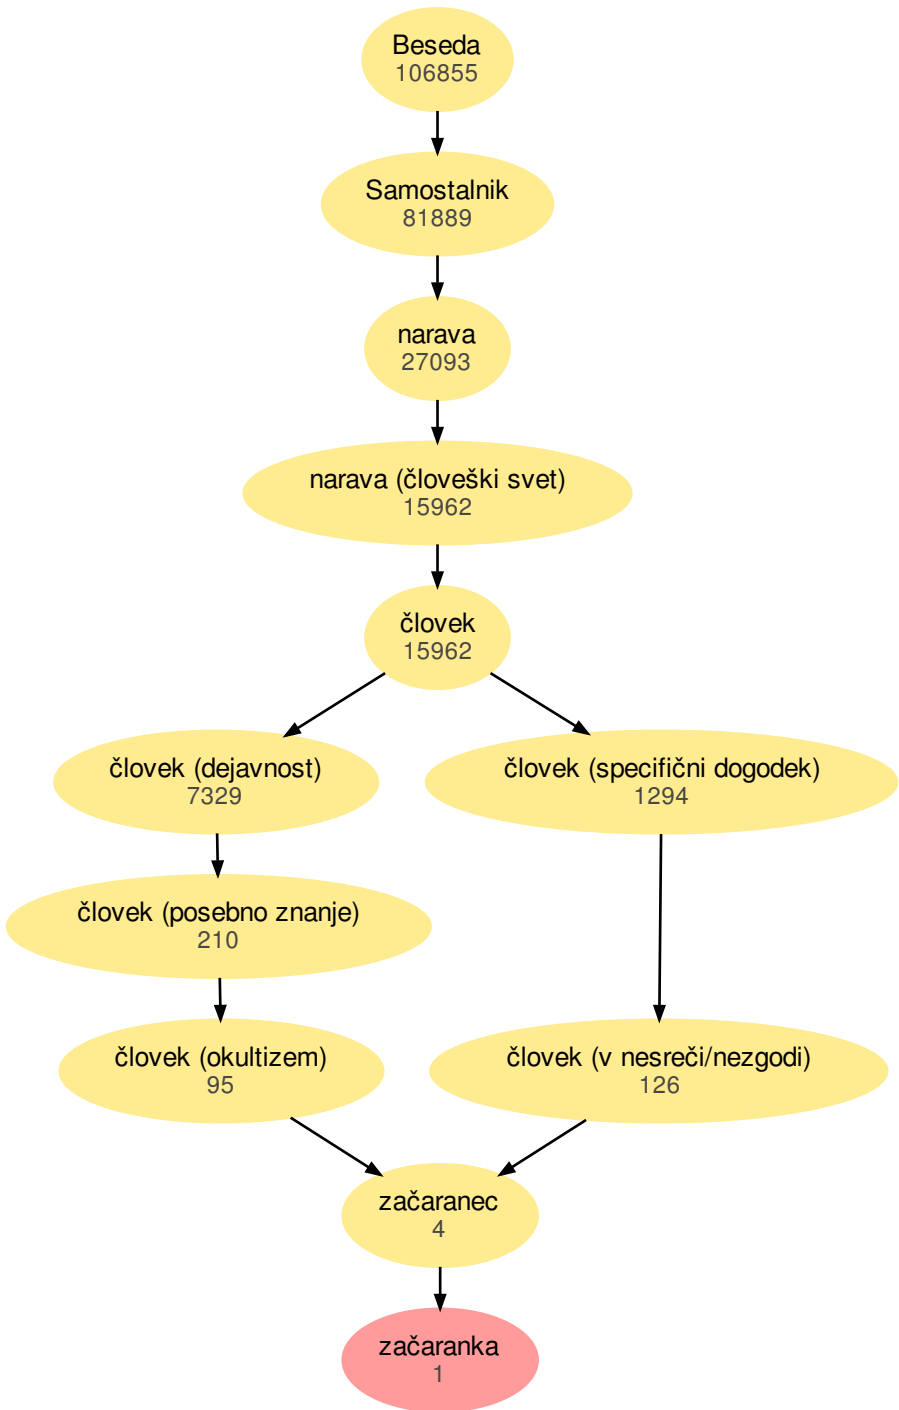 Beseda
106855
Samostalnik
81889
narava
27093
narava (človeški svet)
15962
človek
15962
človek (dejavnost)
7329
človek (specifični dogodek)
1294
človek (posebno znanje)
210
človek (okultizem)
95
človek (v nesreči/nezgodi)
126
začaranec
4
začaranka
1